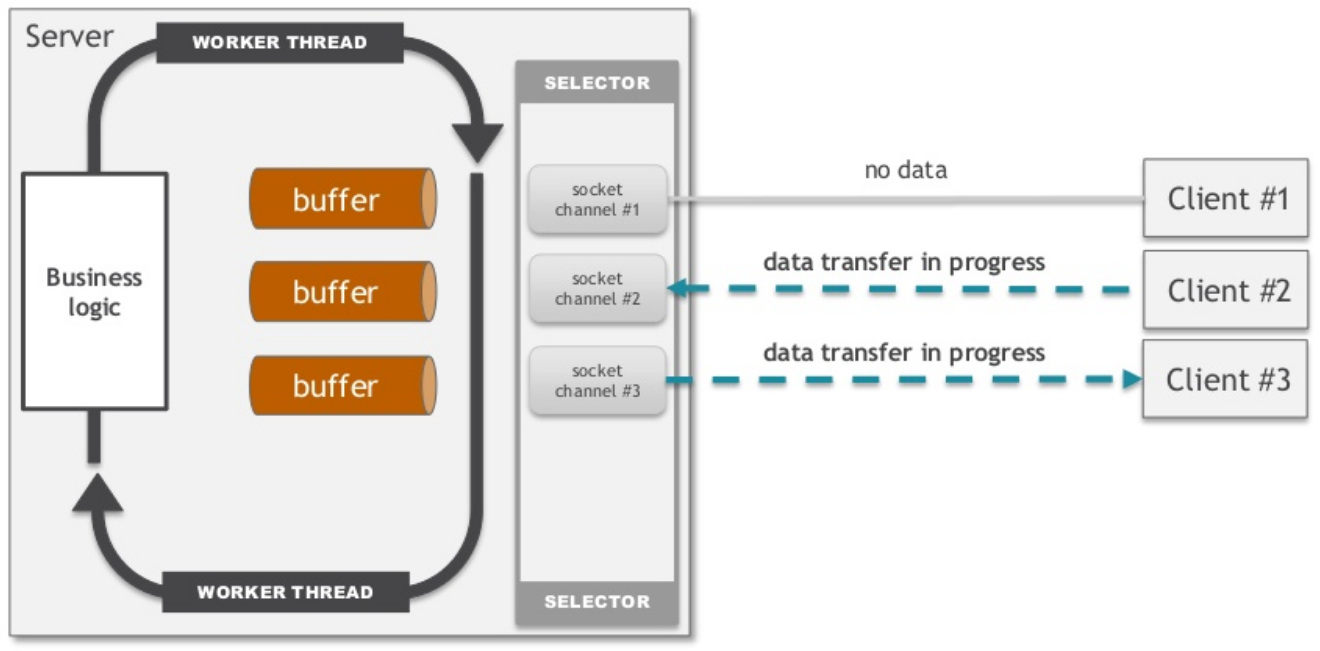 Server
WORKER THREAD
SELECTOR
buffer
socket
channel #1
no data
Client #1
Business
logic
buffer
socket
channel #2
data transfer in progress
Client #2
buffer
socket
channel #3
data transfer in progress
Client #3
WORKER THREAD
SELECTOR